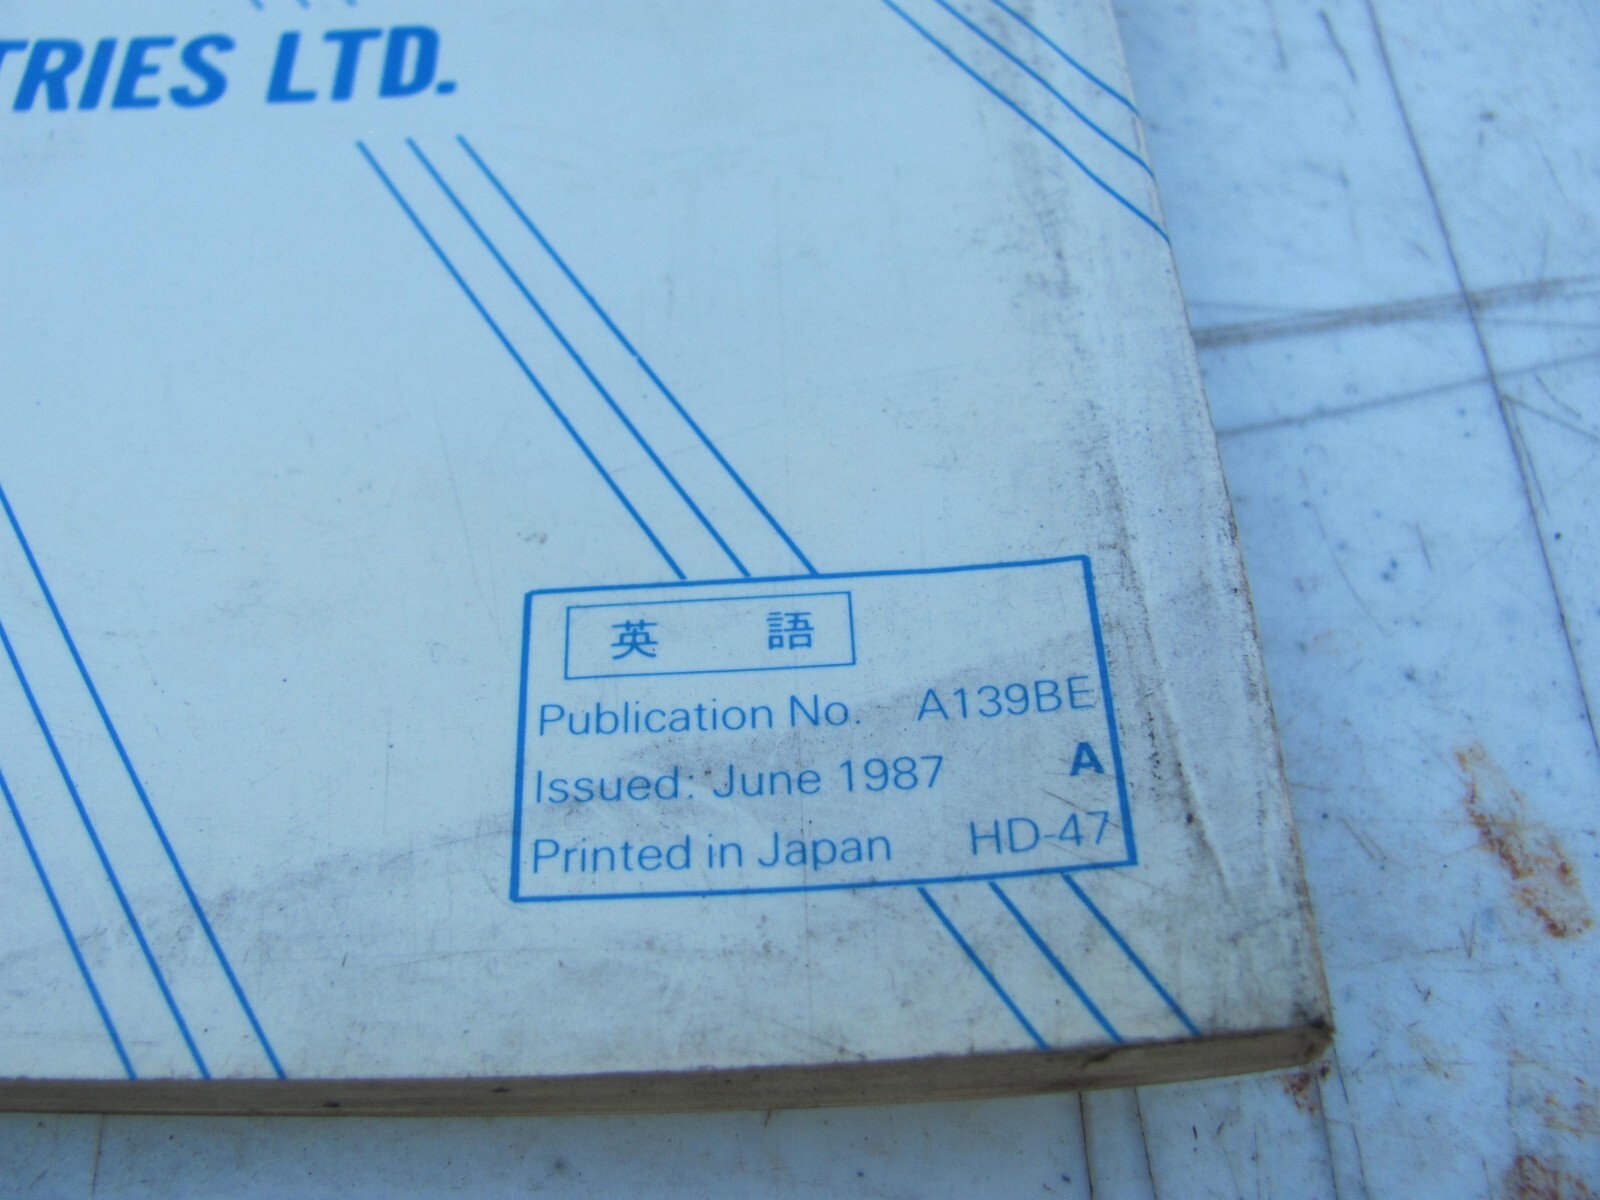 TRIES LTD.
英 語
Publication No. A139BE
Issued: June 1987 A
Printed in Japan HD-47